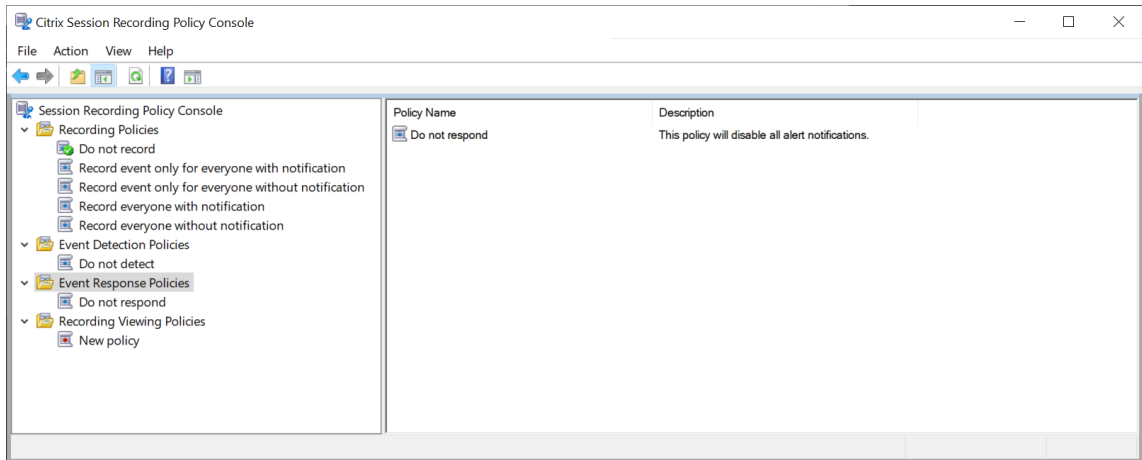 Citrix Session Recording Policy Console
File Action View Help
Session Recording Policy Console
Recording Policies
Do not record
Record event only for everyone with notification
Record event only for everyone without notification
Record everyone with notification
Record everyone without notification
Event Detection Policies
Do not detect
Event Response Policies
Do not respond
Recording Viewing Policies
New policy
Policy Name Description
Do not respond This policy will disable all alert notifications.